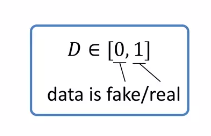 D ∈ [0, 1]
data is fake/real